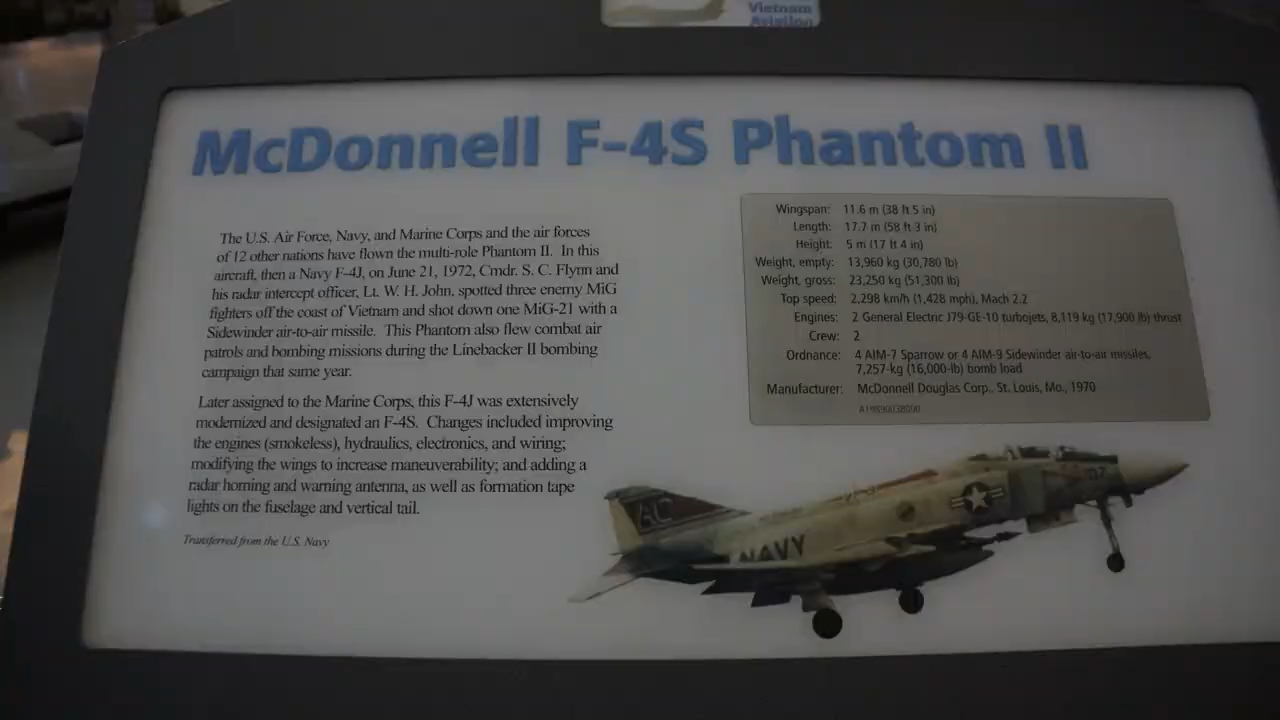 Vietnam
Aviation
McDonnell F-4S Phantom II
The U.S. Air Force, Navy, and Marine Corps and the air forces
of 12 other nations have flown the multi-role Phantom II. In this
aircraft, then a Navy F-4J, on June 21, 1972, Cmdr. S. C. Flynn and
his radar intercept officer, Lt. W. H. John, spotted three enemy MiG
fighters off the coast of Vietnam and shot down one MiG-21 with a
Sidewinder air-to-air missile. This Phantom also flew combat air
patrols and bombing missions during the Linebacker II bombing
campaign that same year.
Later assigned to the Marine Corps, this F-4J was extensively
modernized and designated an F-4S. Changes included improving
the engines (smokeless), hydraulics, electronics, and wiring;
modifying the wings to increase maneuverability; and adding a
radar homing and warning antenna, as well as formation tape
lights on the fuselage and vertical tail.
Transferred from the U.S. Navy
Wingspan: 11.6 m (38 ft 5 in)
Length: 17.7 m (58 ft 3 in)
Height: 5 m (17 ft 4 in)
Weight, empty: 13,960 kg (30,780 lb)
Weight, gross: 23,250 kg (51,300 lb)
Top speed: 2,298 km/h (1,428 mph), Mach 2.2
Engines: 2 General Electric J79-GE-10 turbojets, 8,119 kg (17,900 lb) thrust
Crew: 2
Ordnance: 4 AIM-7 Sparrow or 4 AIM-9 Sidewinder air-to-air missiles,
7,257-kg (16,000-lb) bomb load
Manufacturer: McDonnell Douglas Corp., St. Louis, Mo., 1970
A19890038000
AC
NAVY